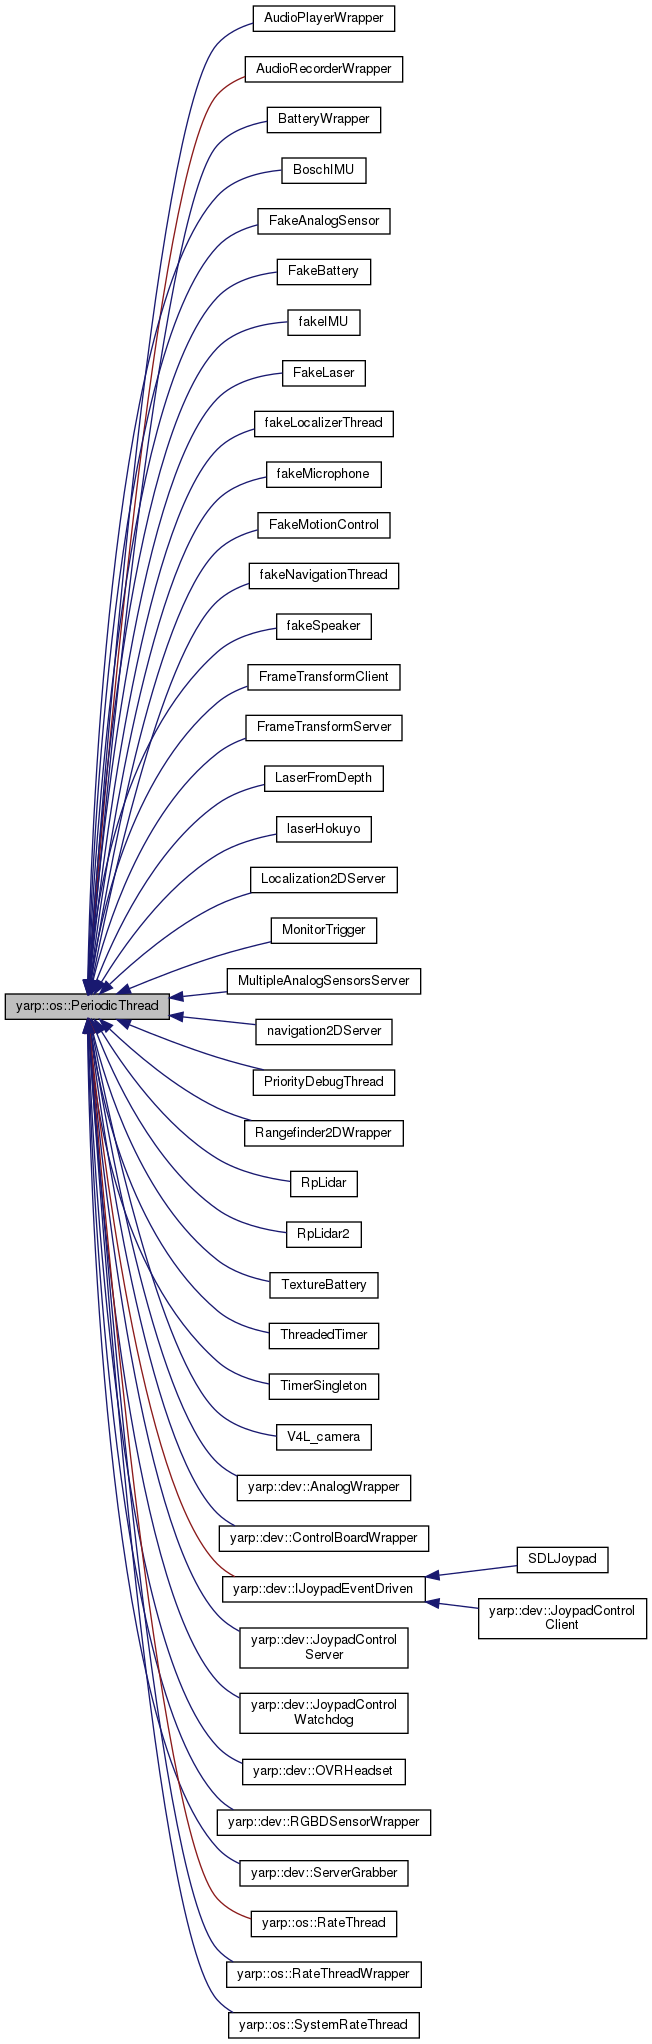 AudioPlayerWrapper
AudioRecorderWrapper
BatteryWrapper
BoschIMU
FakeAnalogSensor
FakeBattery
fakeIMU
FakeLaser
fakeLocalizerThread
fakeMicrophone
FakeMotionControl
fakeNavigationThread
fakeSpeaker
FrameTransformClient
FrameTransformServer
LaserFromDepth
laserHokuyo
Localization2DServer
MonitorTrigger
MultipleAnalogSensorsServer
yarp::os::PeriodicThread
navigation2DServer
PriorityDebugThread
Rangefinder2DWrapper
RpLidar
RpLidar2
TextureBattery
ThreadedTimer
TimerSingleton
V4L_camera
yarp::dev::AnalogWrapper
yarp::dev::ControlBoardWrapper
yarp::dev::IJoypadEventDriven
SDLJoypad
yarp::dev::JoypadControl
Client
yarp::dev::JoypadControl
Server
yarp::dev::JoypadControl
Watchdog
yarp::dev::OVRHeadset
yarp::dev::RGBDSensorWrapper
yarp::dev::ServerGrabber
yarp::os::RateThread
yarp::os::RateThreadWrapper
yarp::os::SystemRateThread